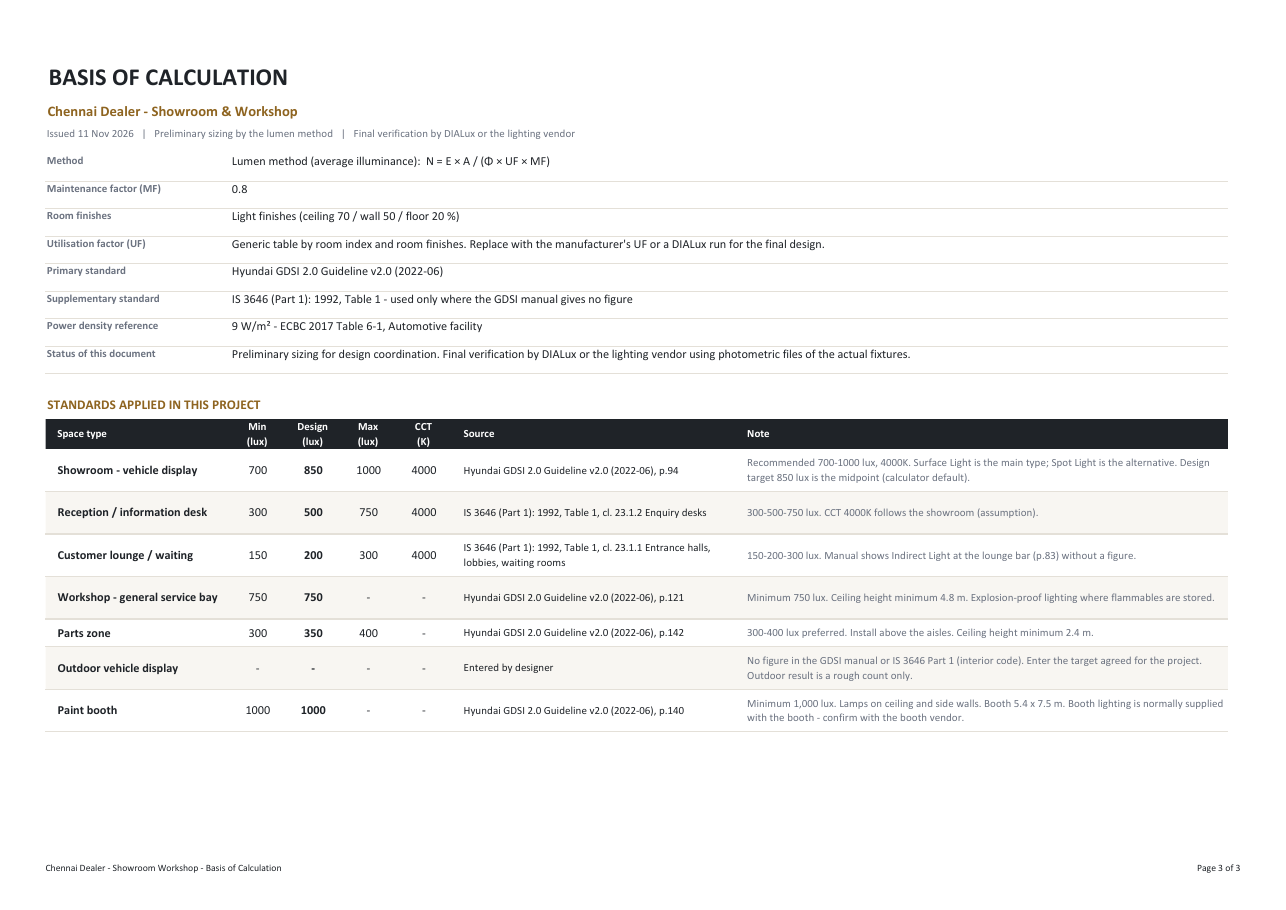 BASIS OF CALCULATION
Chennai Dealer - Showroom & Workshop
Issued 11 Nov 2026 | Preliminary sizing by the lumen method | Final verification by DIALux or the lighting vendor
Method Lumen method (average illuminance): N = E × A / (Φ × UF × MF)
Maintenance factor (MF) 0.8
Room finishes Light finishes (ceiling 70 / wall 50 / floor 20 %)
Utilisation factor (UF) Generic table by room index and room finishes. Replace with the manufacturer's UF or a DIALux run for the final design.
Primary standard Hyundai GDSI 2.0 Guideline v2.0 (2022-06)
Supplementary standard IS 3646 (Part 1): 1992, Table 1 - used only where the GDSI manual gives no figure
Power density reference 9 W/m² - ECBC 2017 Table 6-1, Automotive facility
Status of this document Preliminary sizing for design coordination. Final verification by DIALux or the lighting vendor using photometric files of the actual fixtures.
STANDARDS APPLIED IN THIS PROJECT
Space type Min (lux) Design (lux) Max (lux) CCT (K) Source Note
Showroom - vehicle display 700 850 1000 4000 Hyundai GDSI 2.0 Guideline v2.0 (2022-06), p.94 Recommended 700-1000 lux, 4000K. Surface Light is the main type; Spot Light is the alternative. Design
target 850 lux is the midpoint (calculator default).
Reception / information desk 300 500 750 4000 IS 3646 (Part 1): 1992, Table 1, cl. 23.1.2 Enquiry desks 300-500-750 lux. CCT 4000K follows the showroom (assumption).
Customer lounge / waiting 150 200 300 4000 IS 3646 (Part 1): 1992, Table 1, cl. 23.1.1 Entrance halls,
lobbies, waiting rooms 150-200-300 lux. Manual shows Indirect Light at the lounge bar (p.83) without a figure.
Workshop - general service bay 750 750 - - Hyundai GDSI 2.0 Guideline v2.0 (2022-06), p.121 Minimum 750 lux. Ceiling height minimum 4.8 m. Explosion-proof lighting where flammables are stored.
Parts zone 300 350 400 - Hyundai GDSI 2.0 Guideline v2.0 (2022-06), p.142 300-400 lux preferred. Install above the aisles. Ceiling height minimum 2.4 m.
Outdoor vehicle display - - - - Entered by designer No figure in the GDSI manual or IS 3646 Part 1 (interior code). Enter the target agreed for the project.
Outdoor result is a rough count only.
Paint booth 1000 1000 - - Hyundai GDSI 2.0 Guideline v2.0 (2022-06), p.140 Minimum 1,000 lux. Lamps on ceiling and side walls. Booth 5.4 x 7.5 m. Booth lighting is normally supplied
with the booth - confirm with the booth vendor.
Chennai Dealer - Showroom Workshop - Basis of Calculation Page 3 of 3